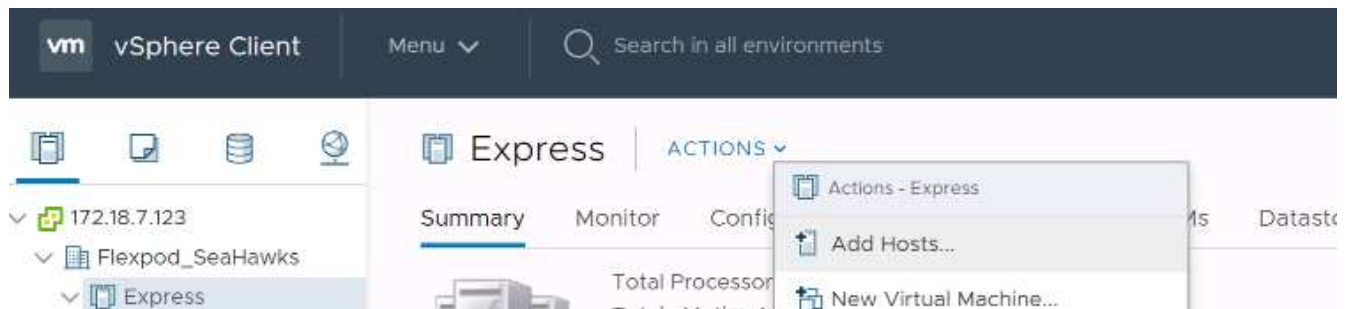 vm vSphere Client Menu Search in all environments
Express ACTIONS
Actions - Express
172.18.7.123 Summary Monitor Datasto
Add Hosts...
Flexpod_SeaHawks
Total Processor
Express New Virtual Machine...